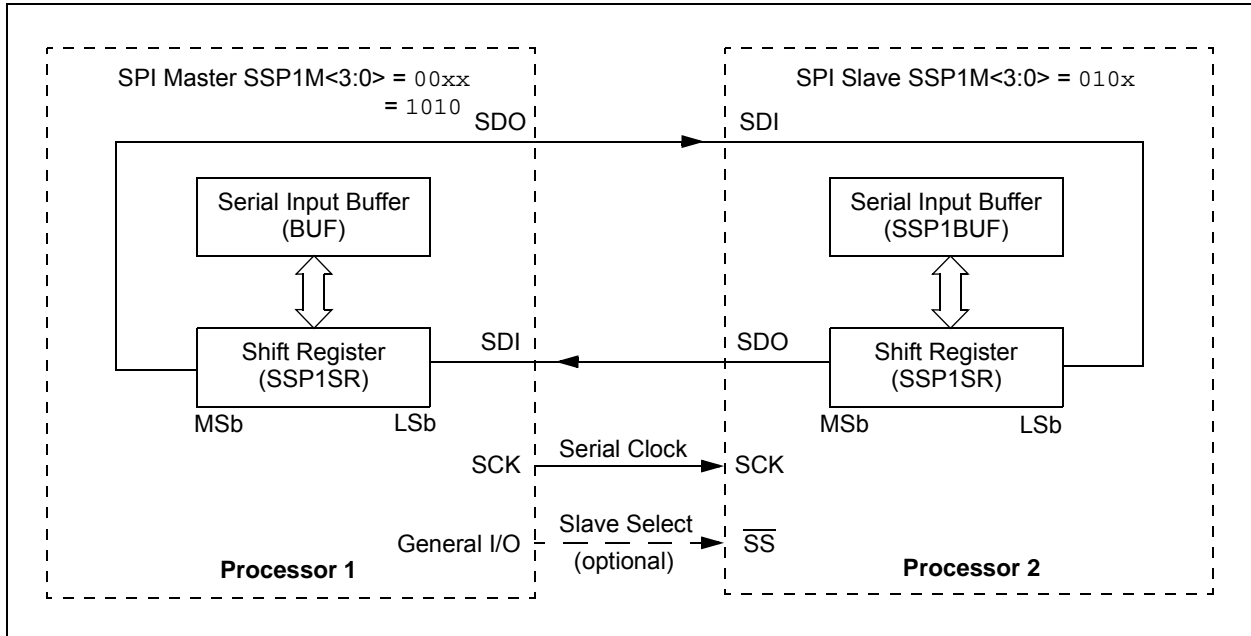 SPI Master SSP1M<3:0> = 00xx
= 1010
SPI Slave SSP1M<3:0> = 010x
SDO
SDI
Serial Input Buffer
(BUF)
Serial Input Buffer
(SSP1BUF)
SDI
SDO
Shift Register
(SSP1SR)
Shift Register
(SSP1SR)
MSb
LSb
MSb
LSb
SCK
Serial Clock
SCK
General I/O
Slave Select
(optional)
SS
Processor 1
Processor 2